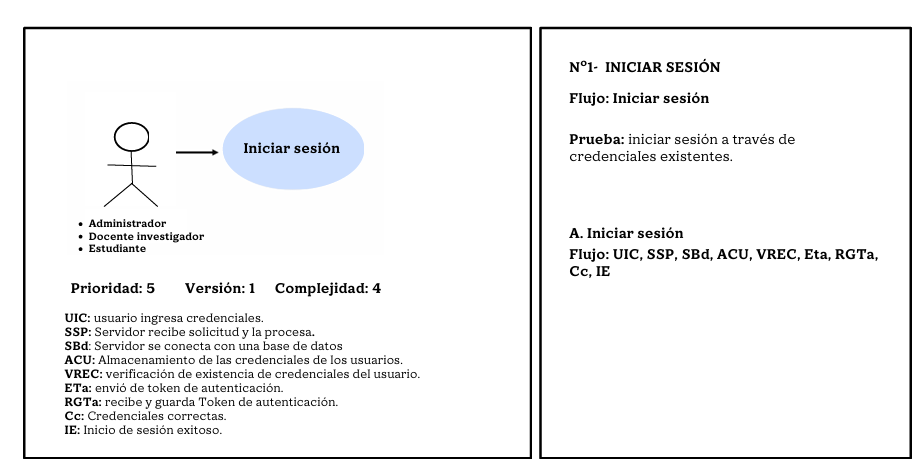 Iniciar sesión
• Administrador
• Docente investigador
• Estudiante
Prioridad: 5 Versión: 1 Complejidad: 4
UIC: usuario ingresa credenciales.
SSP: Servidor recibe solicitud y la procesa.
SBd: Servidor se conecta con una base de datos
ACU: Almacenamiento de las credenciales de los usuarios.
VREC: verificación de existencia de credenciales del usuario.
ETa: envió de token de autenticación.
RGTa: recibe y guarda Token de autenticación.
Cc: Credenciales correctas.
IE: Inicio de sesión exitoso.
Nº1- INICIAR SESIÓN
Flujo: Iniciar sesión
Prueba: iniciar sesión a través de
credenciales existentes.
A. Iniciar sesión
Flujo: UIC, SSP, SBd, ACU, VREC, Eta, RGTa,
Cc, IE